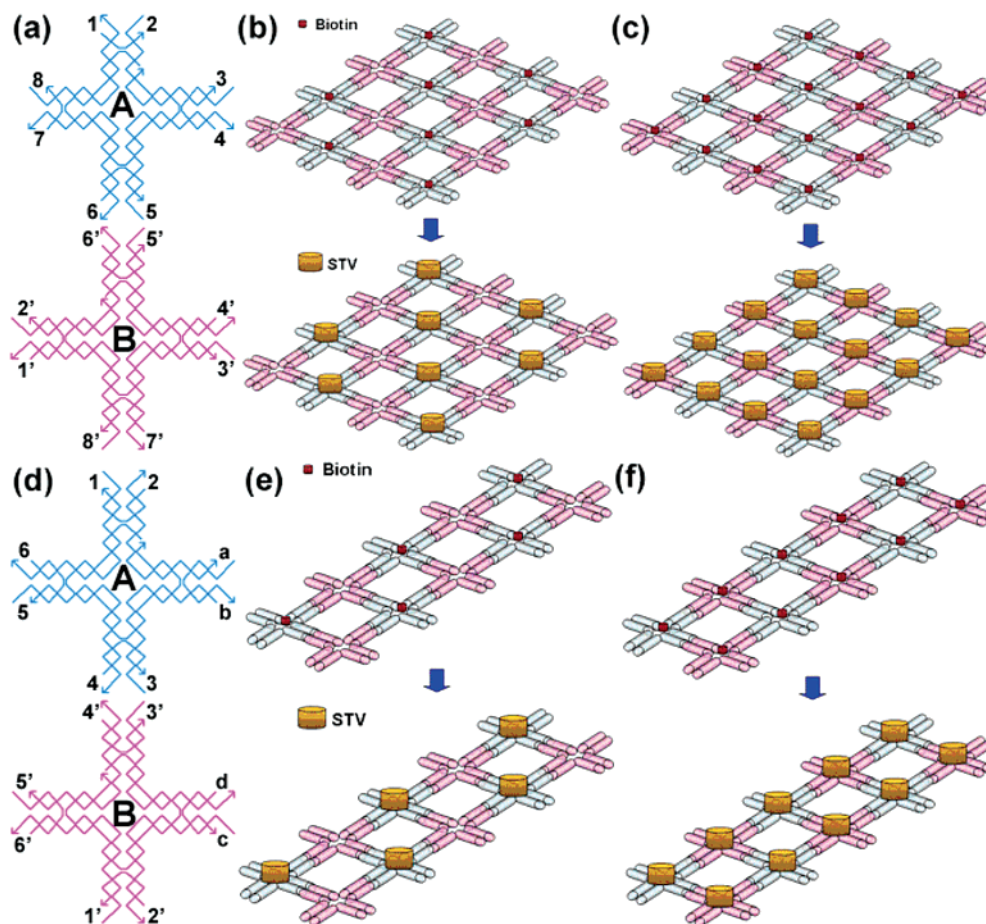 (a)
1 2
8 3
A
7 4
6 5
6' 5'
2' 4'
B
1' 3'
8' 7'
(b)
Biotin
STV
(c)
(d)
1 2
6 a
A
5 b
4 3
4' 3'
5' d
B
6' c
1' 2'
(e)
Biotin
STV
(f)